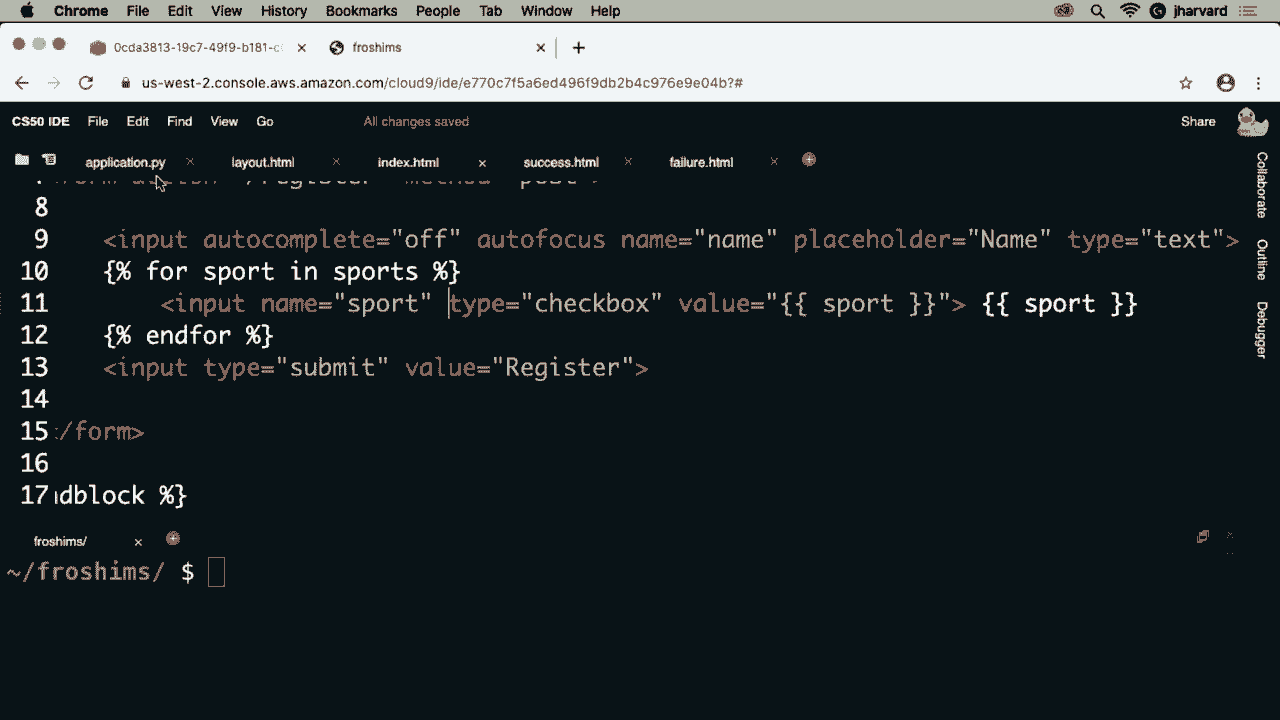 Chrome File Edit View History Bookmarks People Tab Window Help jharvard
0cda3813-19c7-49f9-b181-c froshims
us-west-2.console.aws.amazon.com/cloud9/ide/e770c7f5a6ed496f9db2b4c976e9e04b?#
CS50 IDE File Edit Find View Go All changes saved Share
application.py layout.html index.html success.html failure.html
8
9 <input autocomplete="off" autofocus name="name" placeholder="Name" type="text">
10 {% for sport in sports %}
11 <input name="sport" type="checkbox" value="{{ sport }}"> {{ sport }}
12 {% endfor %}
13 <input type="submit" value="Register">
14
15 /form>
16
17 dblock %}
Collaborate
Outline
Debugger
froshims/
~/froshims/ $